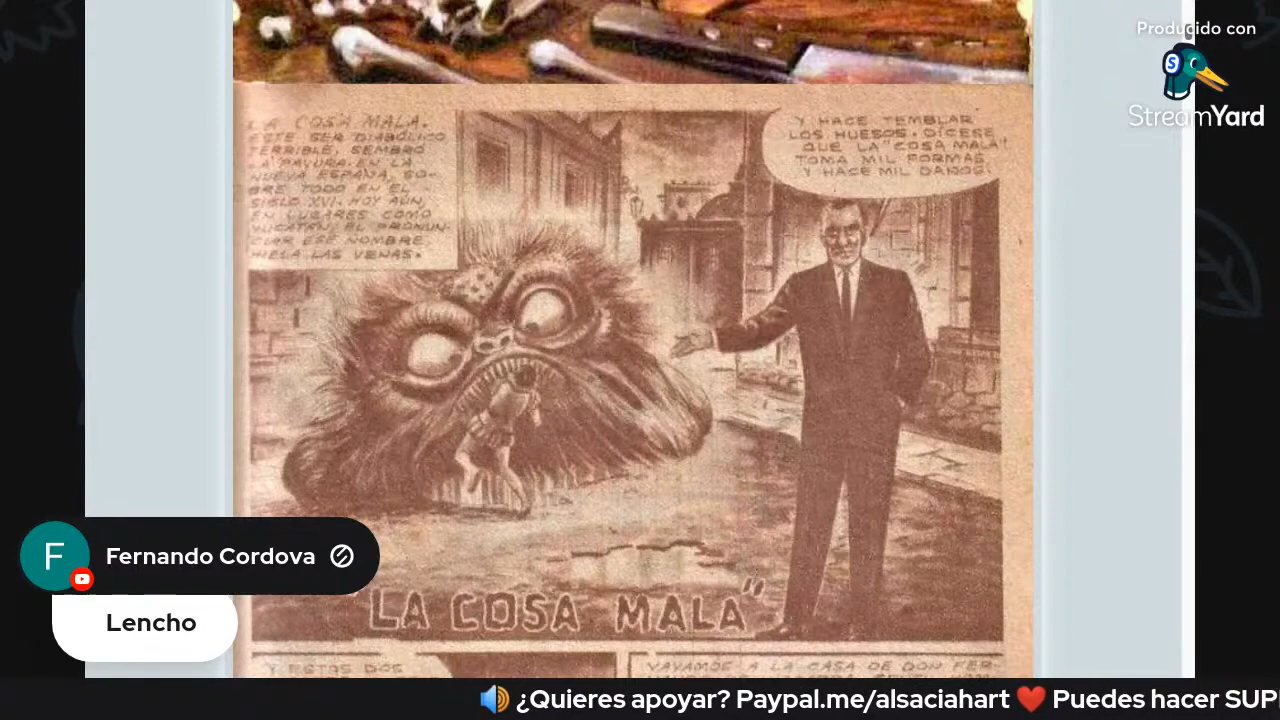 Producido con
StreamYard
LA COSA MALA.
ESTE SER DIABÓLICO
TERRIBLE, SEMBRO
LA PAVURA EN LA
NUEVA ESPAÑA, SO-
BRE TODO EN EL
SIGLO XVI. HOY AÚN,
EN LUGARES COMO
YUCATÁN, EL PRONUN-
CIAR ESE NOMBRE
HIELA LAS VENAS.
Y HACE TEMBLAR
LOS HUESOS. DÍCESE
QUE LA "COSA MALA"
TOMA MIL FORMAS
Y HACE MIL DAÑOS.
"LA COSA MALA"
Fernando Cordova
Lencho
Y ESTOS DOS
VAYAMOS A LA CASA DE DON FER-
¿Quieres apoyar? Paypal.me/alsaciahart ❤️ Puedes hacer SUP